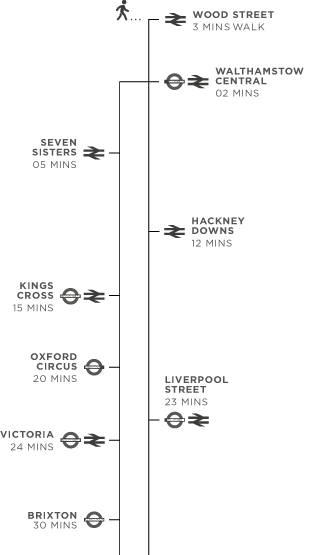 WOOD STREET
3 MINS WALK
WALTHAMSTOW
CENTRAL
02 MINS
SEVEN
SISTERS
05 MINS
HACKNEY
DOWNS
12 MINS
KINGS
CROSS
15 MINS
OXFORD
CIRCUS
20 MINS
LIVERPOOL
STREET
23 MINS
VICTORIA
24 MINS
BRIXTON
30 MINS